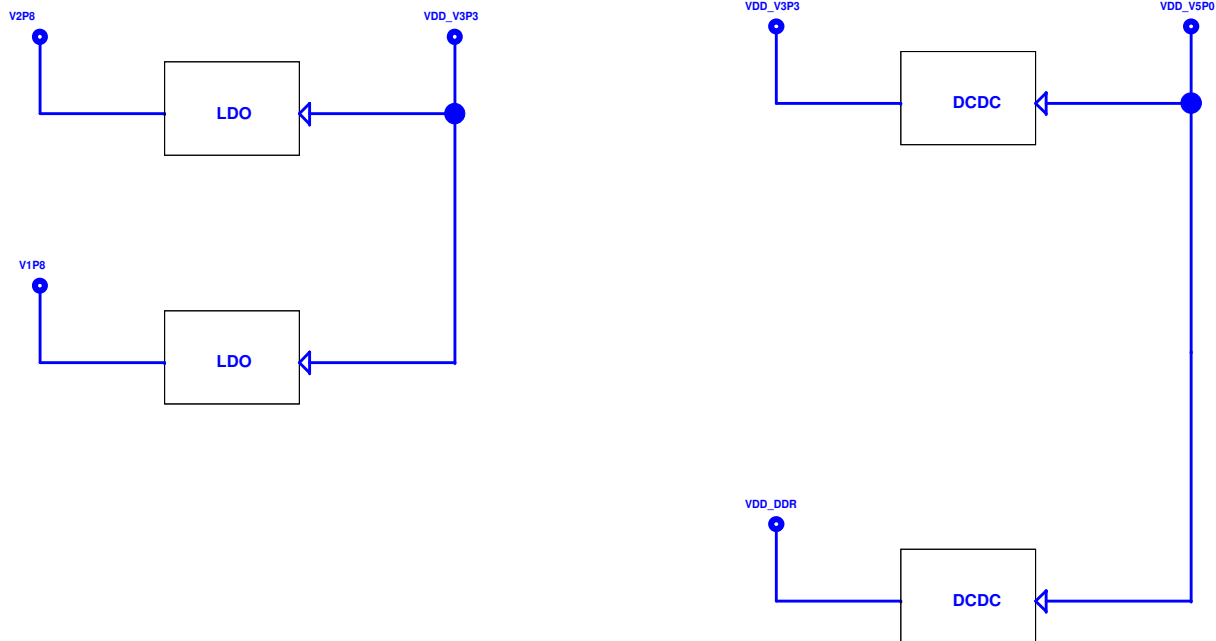 V2P8
VDD_V3P3
LDO
V1P8
LDO
VDD_V3P3
VDD_V5P0
DCDC
VDD_DDR
DCDC